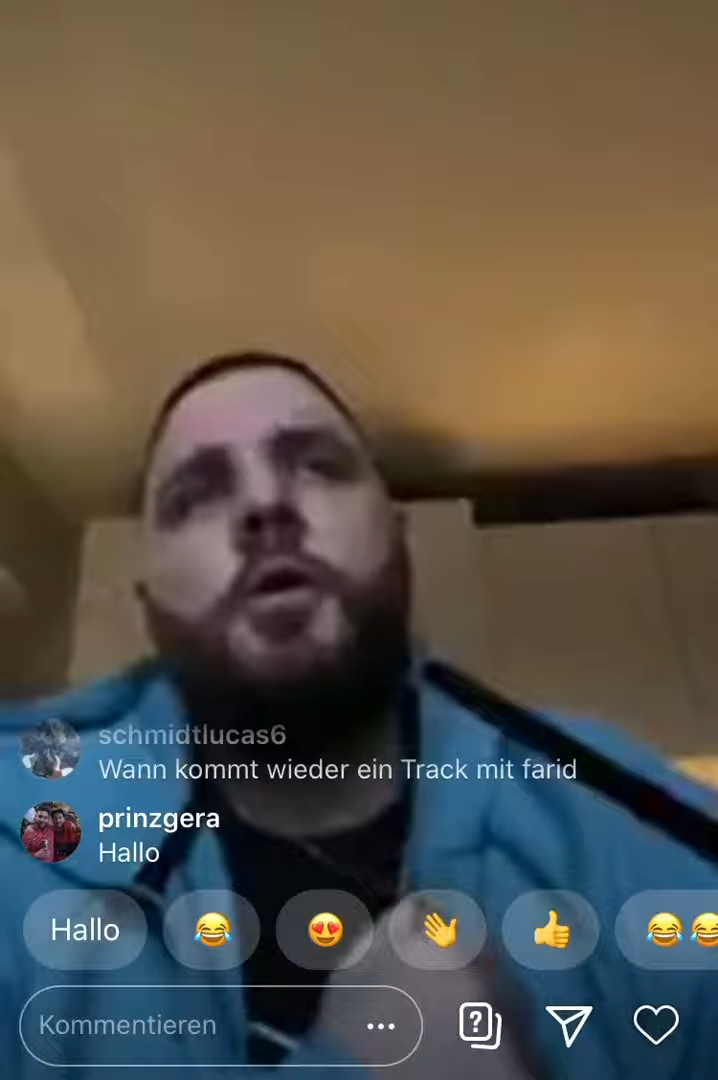 schmidtlucas6
Wann kommt wieder ein Track mit farid
prinzgera
Hallo
Hallo
Kommentieren